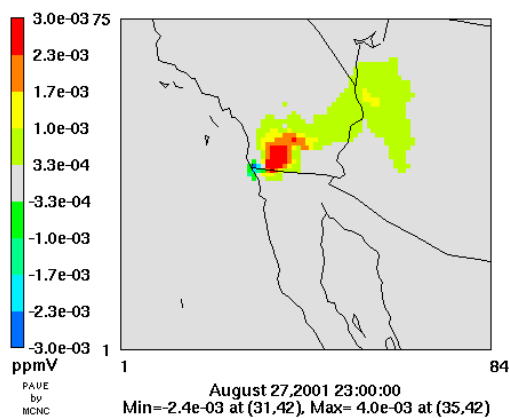 3.0e-03
75
2.3e-03
1.7e-03
1.0e-03
3.3e-04
-3.3e-04
-1.0e-03
-1.7e-03
-2.3e-03
-3.0e-03
1
ppmV
1
84
PAVE
by
MCNC
August 27,2001 23:00:00
Min=-2.4e-03 at (31,42), Max= 4.0e-03 at (35,42)